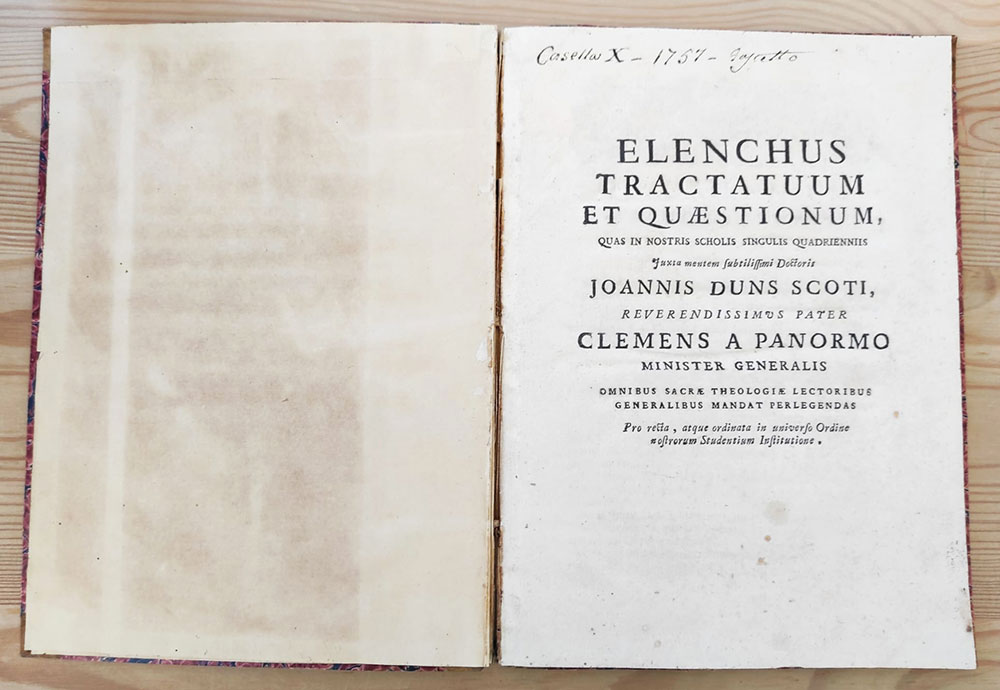 Casella X - 1757 -
ELENCHUS
TRACTATUUM
ET QUÆSTIONUM,
QUAS IN NOSTRIS SCHOLIS SINGULIS QUADRIENNIIS
Juxta mentem ſubtiliſſimi Doctoris
JOANNIS DUNS SCOTI,
REVERENDISSIMUS PATER
CLEMENS A PANORMO
MINISTER GENERALIS
OMNIBUS SACRÆ THEOLOGIÆ LECTORIBUS
GENERALIBUS MANDAT PERLEGENDAS
Pro recta, atque ordinata in univerſo Ordine
noſtrorum Studentium Inſtitutione.